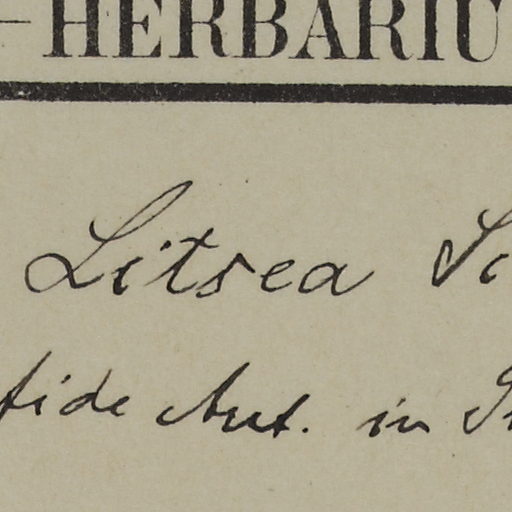 -HERBARIU
Litsea
fide Aut. in